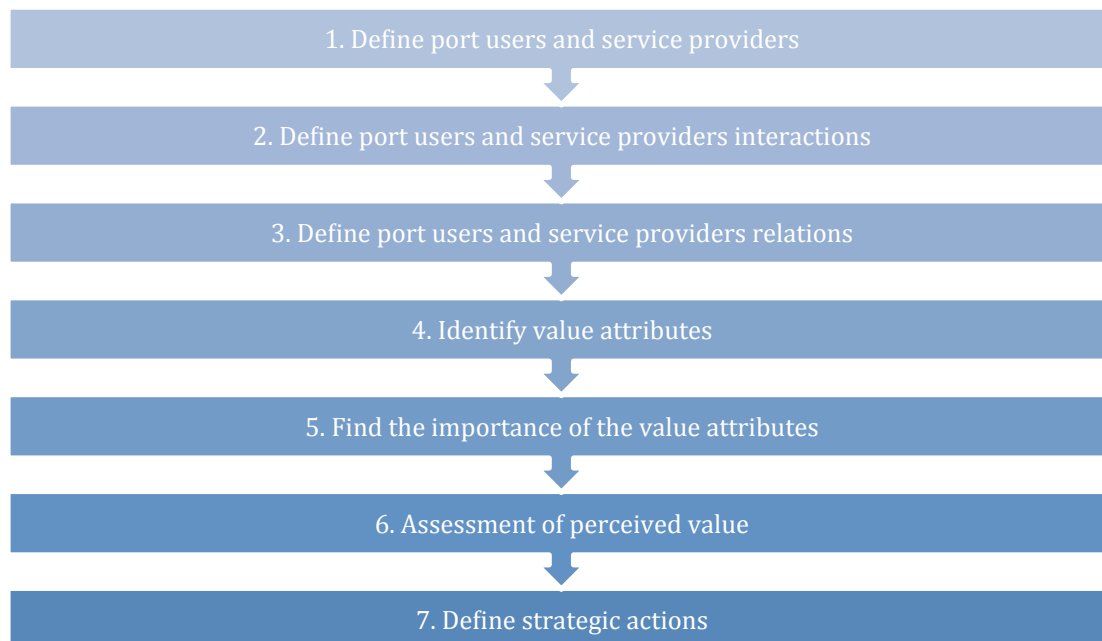 1. Define port users and service providers
2. Define port users and service providers interactions
3. Define port users and service providers relations
4. Identify value attributes
5. Find the importance of the value attributes
6. Assessment of perceived value
7. Define strategic actions